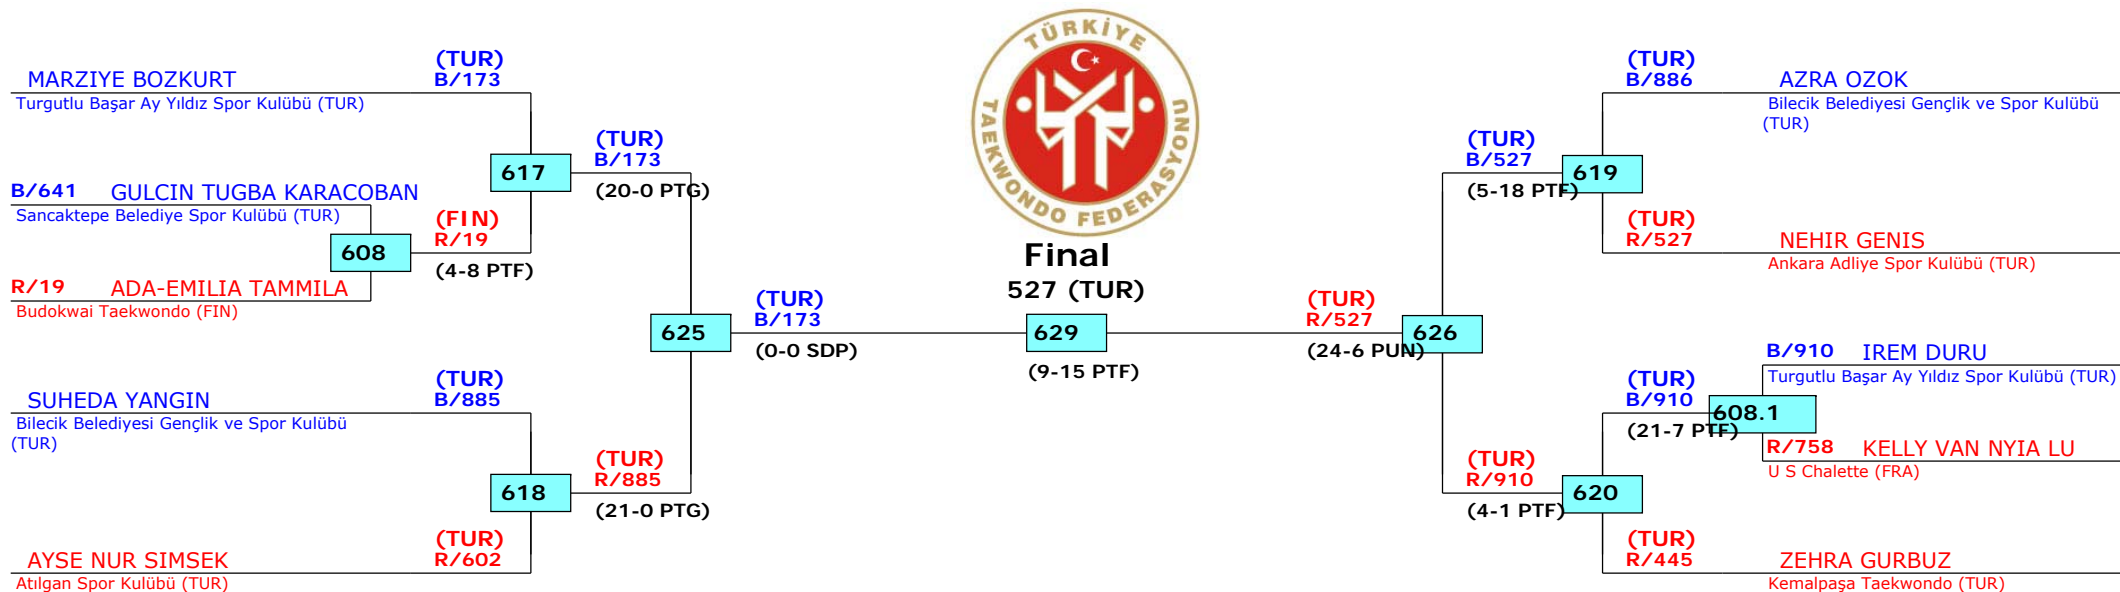 TÜRKİYE
TAEKWONDO FEDERASYONU
Final
527 (TUR)
629
(9-15 PTF)
(TUR)
MARZIYE BOZKURT
B/173
Turgutlu Başar Ay Yıldız Spor Kulübü (TUR)
617
(TUR)
B/173
(20-0 PTG)
B/641 GULCIN TUGBA KARACOBAN
Sancaktepe Belediye Spor Kulübü (TUR)
608
(FIN)
R/19
(4-8 PTF)
R/19 ADA-EMILIA TAMMILA
Budokwai Taekwondo (FIN)
625
(TUR)
B/173
(0-0 SDP)
(TUR)
SUHEDA YANGIN
B/885
Bilecik Belediyesi Gençlik ve Spor Kulübü
(TUR)
618
(TUR)
R/885
(21-0 PTG)
(TUR)
AYSE NUR SIMSEK
R/602
Atılgan Spor Kulübü (TUR)
(TUR)
B/886
AZRA OZOK
Bilecik Belediyesi Gençlik ve Spor Kulübü
(TUR)
(TUR)
B/527
(5-18 PTF)
619
(TUR)
R/527
NEHIR GENIS
Ankara Adliye Spor Kulübü (TUR)
(TUR)
R/527
(24-6 PUN)
626
B/910 IREM DURU
Turgutlu Başar Ay Yıldız Spor Kulübü (TUR)
(TUR)
B/910
(21-7 PTF)
608.1
R/758 KELLY VAN NYIA LU
U S Chalette (FRA)
(TUR)
R/910
(4-1 PTF)
620
(TUR)
R/445
ZEHRA GURBUZ
Kemalpaşa Taekwondo (TUR)